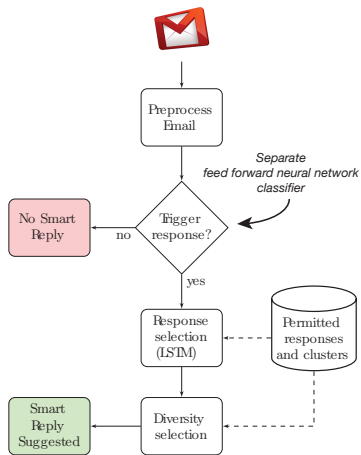 Preprocess
Email
Separate
feed forward neural network
classifier
Trigger
response?
No Smart
Reply
no
yes
Response
selection
(LSTM)
Permitted
responses
and clusters
Smart
Reply
Suggested
Diversity
selection